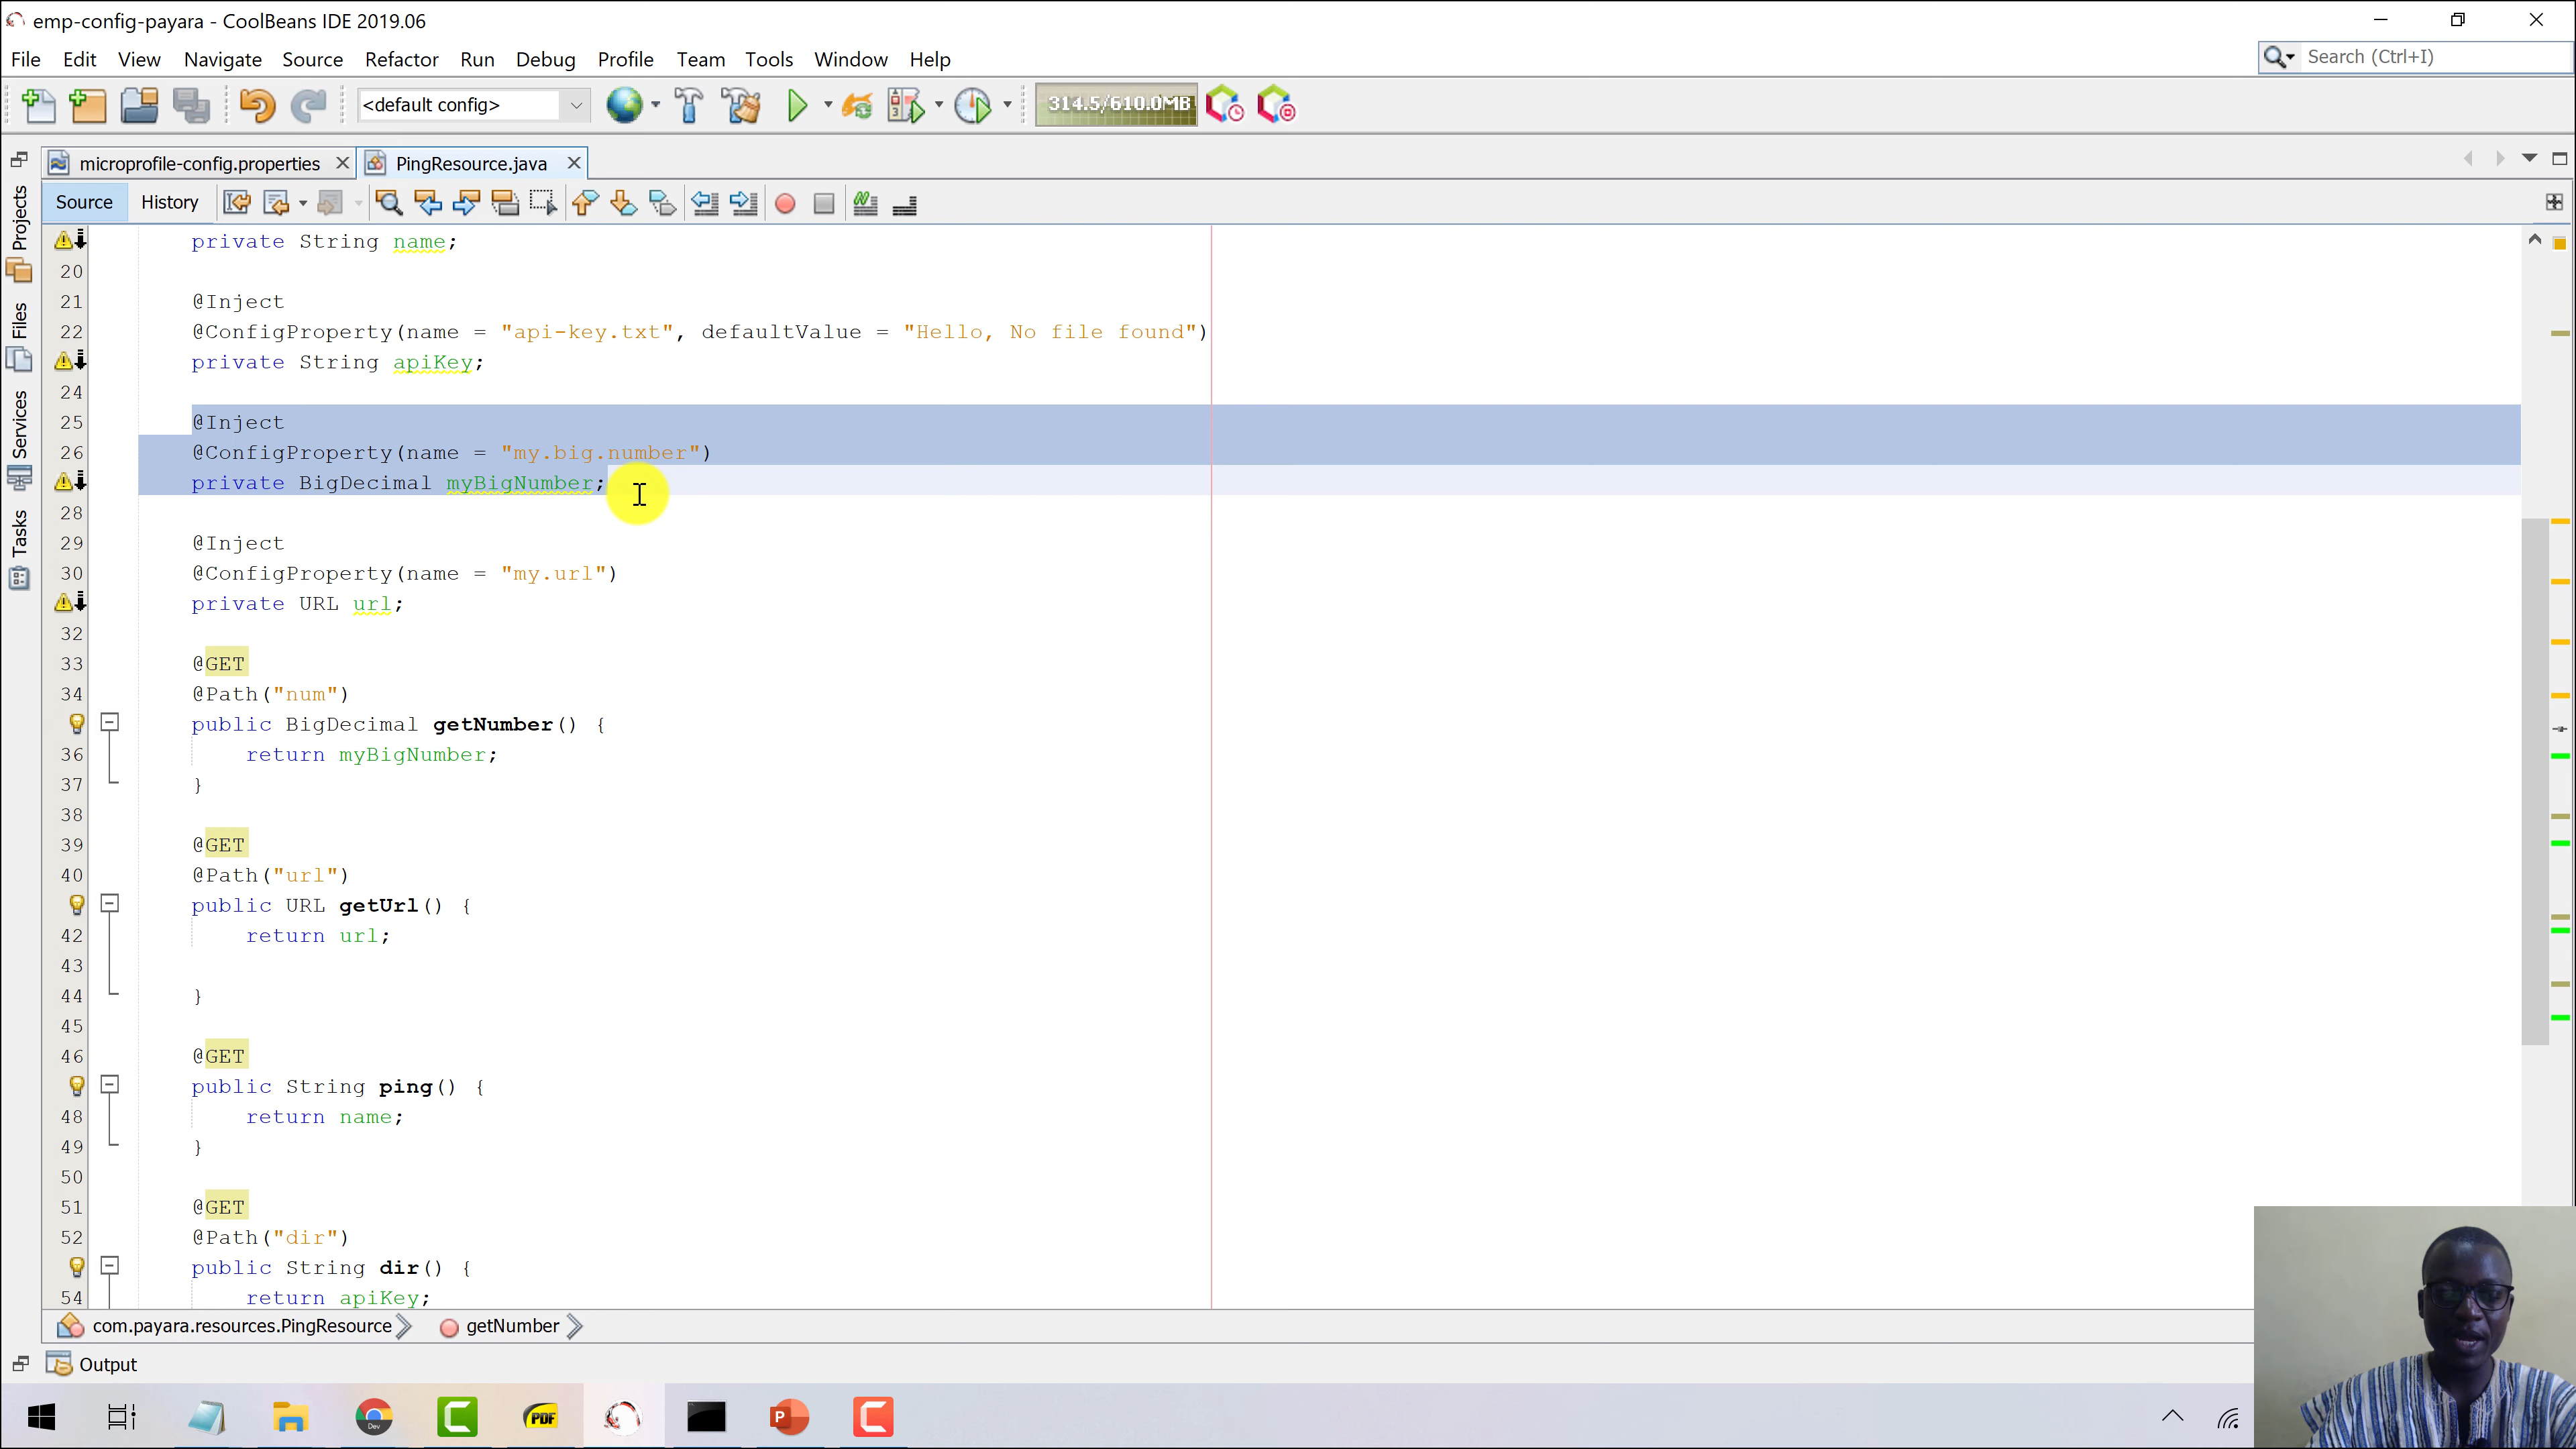 emp-config-payara - CoolBeans IDE 2019.06
File Edit View Navigate Source Refactor Run Debug Profile Team Tools Window Help
Search (Ctrl+I)
<default config>
314.5/610.0MB
microprofile-config.properties
PingResource.java
Source History
Projects
Files
Services
Tasks
private String name;
20
21 @Inject
22 @ConfigProperty(name = "api-key.txt", defaultValue = "Hello, No file found")
private String apiKey;
24
25 @Inject
26 @ConfigProperty(name = "my.big.number")
private BigDecimal myBigNumber;
28
29 @Inject
30 @ConfigProperty(name = "my.url")
private URL url;
32
33 @GET
34 @Path("num")
public BigDecimal getNumber() {
36 return myBigNumber;
37 }
38
39 @GET
40 @Path("url")
public URL getUrl() {
42 return url;
43
44 }
45
46 @GET
public String ping() {
48 return name;
49 }
50
51 @GET
52 @Path("dir")
public String dir() {
54 return apiKey;
com.payara.resources.PingResource
getNumber
Output
Dev
PDF
P